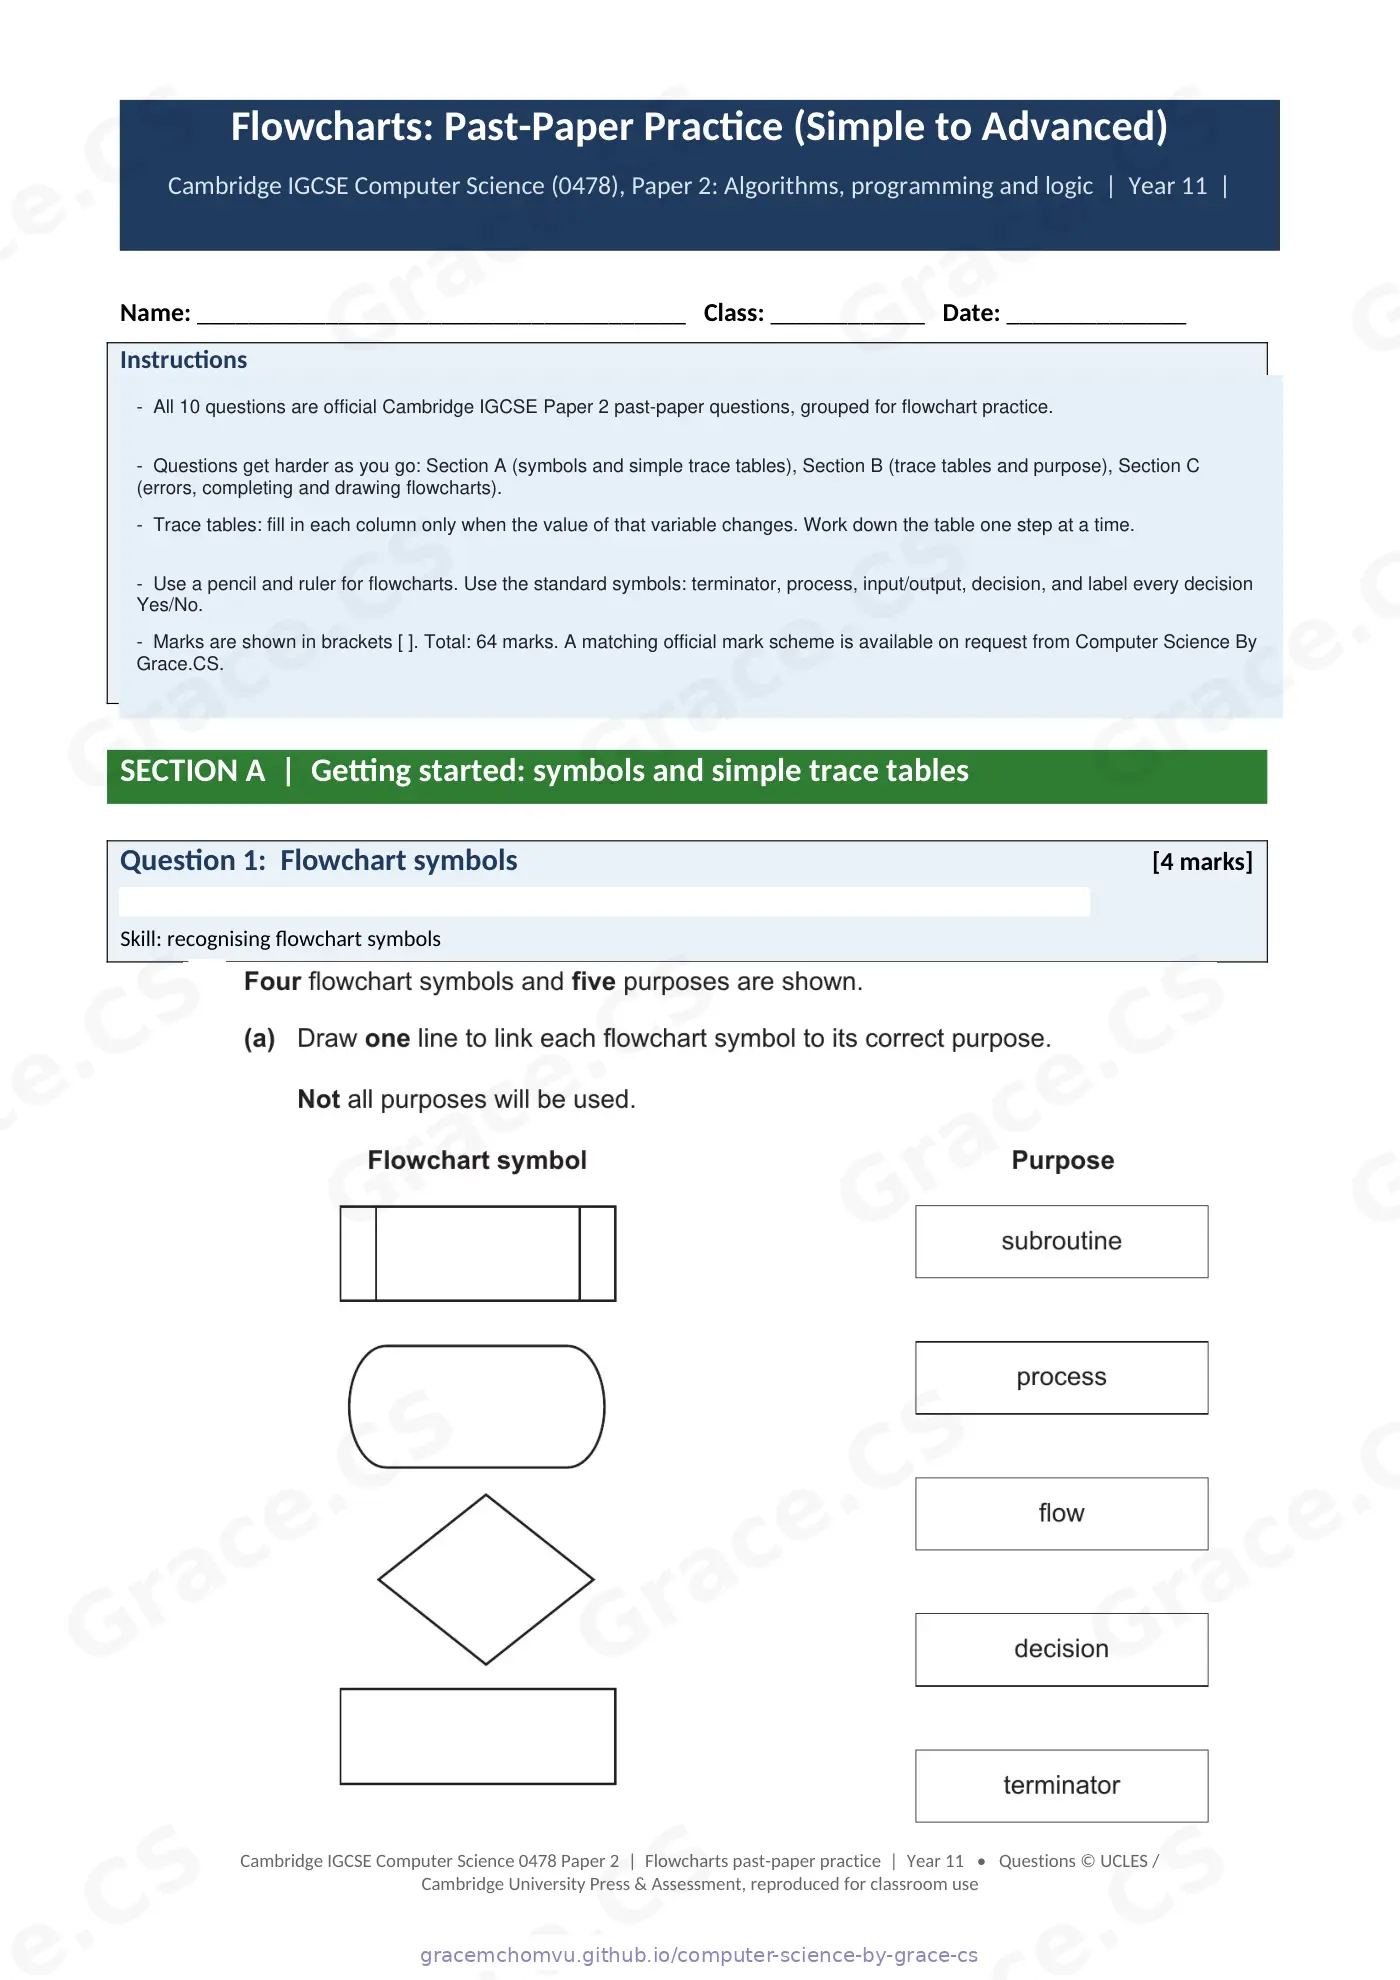 Flowcharts: Past-Paper Practice (Simple to Advanced)
Cambridge IGCSE Computer Science (0478), Paper 2: Algorithms, programming and logic | Year 11 |
Name: ______________________________________ Class: ____________ Date: ______________
Instructions
- All 10 questions are official Cambridge IGCSE Paper 2 past-paper questions, grouped for flowchart practice.
- Questions get harder as you go: Section A (symbols and simple trace tables), Section B (trace tables and purpose), Section C
(errors, completing and drawing flowcharts).
- Trace tables: fill in each column only when the value of that variable changes. Work down the table one step at a time.
- Use a pencil and ruler for flowcharts. Use the standard symbols: terminator, process, input/output, decision, and label every decision
Yes/No.
- Marks are shown in brackets [ ]. Total: 64 marks. A matching official mark scheme is available on request from Computer Science By
Grace.CS.
SECTION A | Getting started: symbols and simple trace tables
Question 1: Flowchart symbols [4 marks]
Skill: recognising flowchart symbols
Four flowchart symbols and five purposes are shown.
(a) Draw one line to link each flowchart symbol to its correct purpose.
Not all purposes will be used.
Flowchart symbol Purpose
subroutine
process
flow
decision
terminator
Cambridge IGCSE Computer Science 0478 Paper 2 | Flowcharts past-paper practice | Year 11 • Questions © UCLES /
Cambridge University Press & Assessment, reproduced for classroom use
gracemchomvu.github.io/computer-science-by-grace-cs
Grace.CS